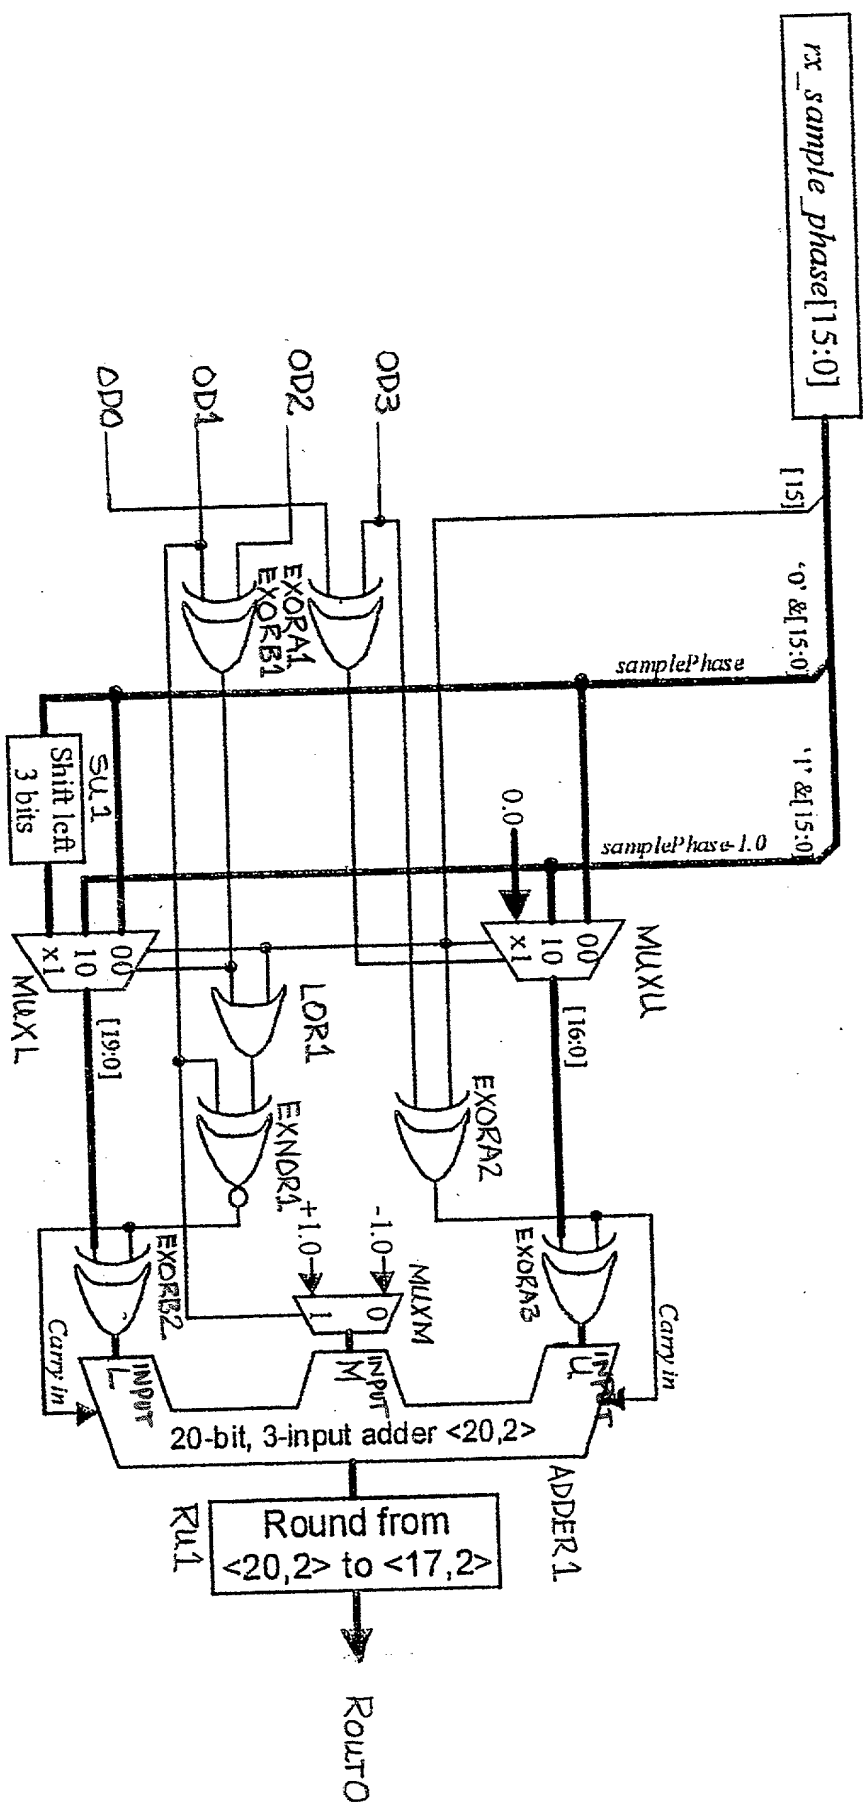 rx_sample_phase[15:0]
[15]
'0' &[15:0]
'1' &[15:0]
samplePhase
samplePhase-1.0
OD3
OD2
OD1
OD0
EXORA1
EXORB1
0.0
00
10
x1
MUXU
[16:0]
SU1
Shift left
3 bits
00
10
x1
MUXL
[19:0]
LOR1
EXNOR1
EXORA2
EXORA3
EXORB2
-1.0
+1.0
0
1
MUXM
Carry in
Carry in
INPUT
U
INPUT
M
INPUT
L
20-bit, 3-input adder <20,2>
ADDER1
Round from
<20,2> to <17,2>
RU1
ROUTO